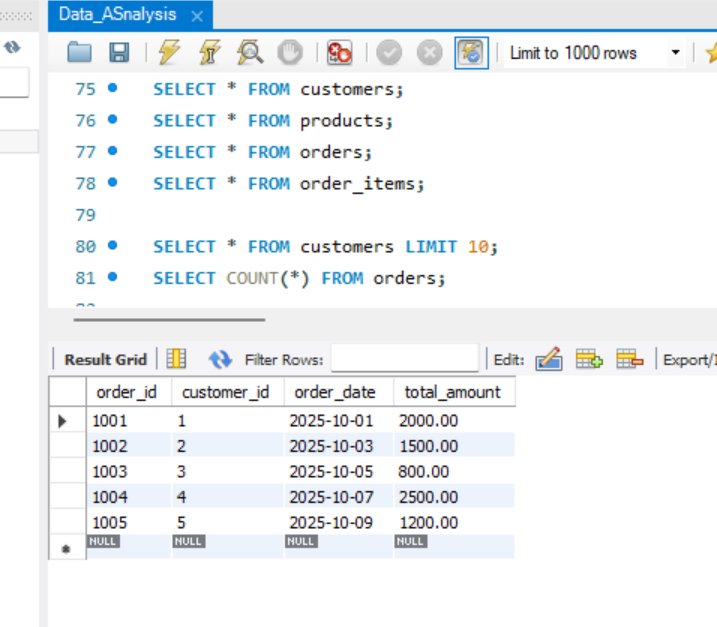 Data_ASnalysis ×
Limit to 1000 rows
75 SELECT * FROM customers;
76 SELECT * FROM products;
77 SELECT * FROM orders;
78 SELECT * FROM order_items;
79
80 SELECT * FROM customers LIMIT 10;
81 SELECT COUNT(*) FROM orders;
Result Grid Filter Rows: Edit: Export/
order_id customer_id order_date total_amount
1001 1 2025-10-01 2000.00
1002 2 2025-10-03 1500.00
1003 3 2025-10-05 800.00
1004 4 2025-10-07 2500.00
1005 5 2025-10-09 1200.00
NULL NULL NULL NULL